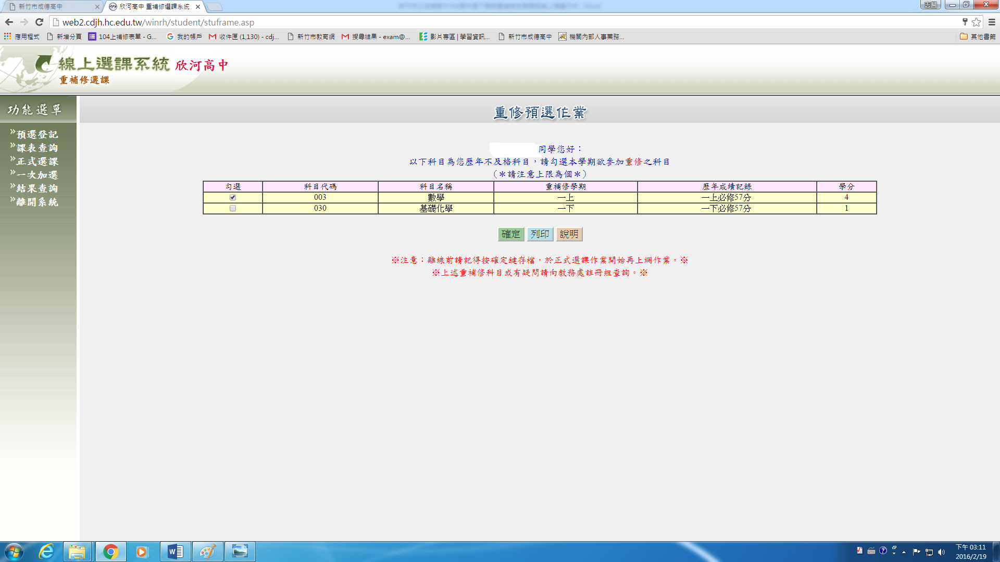 新竹市成德高中
欣河高中 重補修選課系統
志園
web2.cdjh.hc.edu.tw/winrh/student/stuframe.asp
應用程式 新增分頁 104上補修表單 - G... 我的帳戶 收件匣 (1,130) - cdj... 新竹市教育網 搜尋結果 - exam@... 影片專區 | 學習資訊... 新竹市成德高中 機關內部人事業務... 其他書籤
線上選課系統 欣河高中
重補修選課
功能選單
預選登記
課表查詢
正式選課
一次加選
結果查詢
離開系統
重修預選作業
同學您好：
以下科目為您歷年不及格科目，請勾選本學期欲參加重修之科目
(＊請注意上限為個＊)
勾選 科目代碼 科目名稱 重補修學期 歷年成績記錄 學分
003 數學 一上 一上必修57分 4
030 基礎化學 一下 一下必修57分 1
確定 列印 說明
※注意：離線前請記得按確定鍵存檔，於正式選課作業開始再上網作業。※
※上述重補修科目或有疑問請向教務處註冊組查詢。※
下午 03:11
2016/2/19